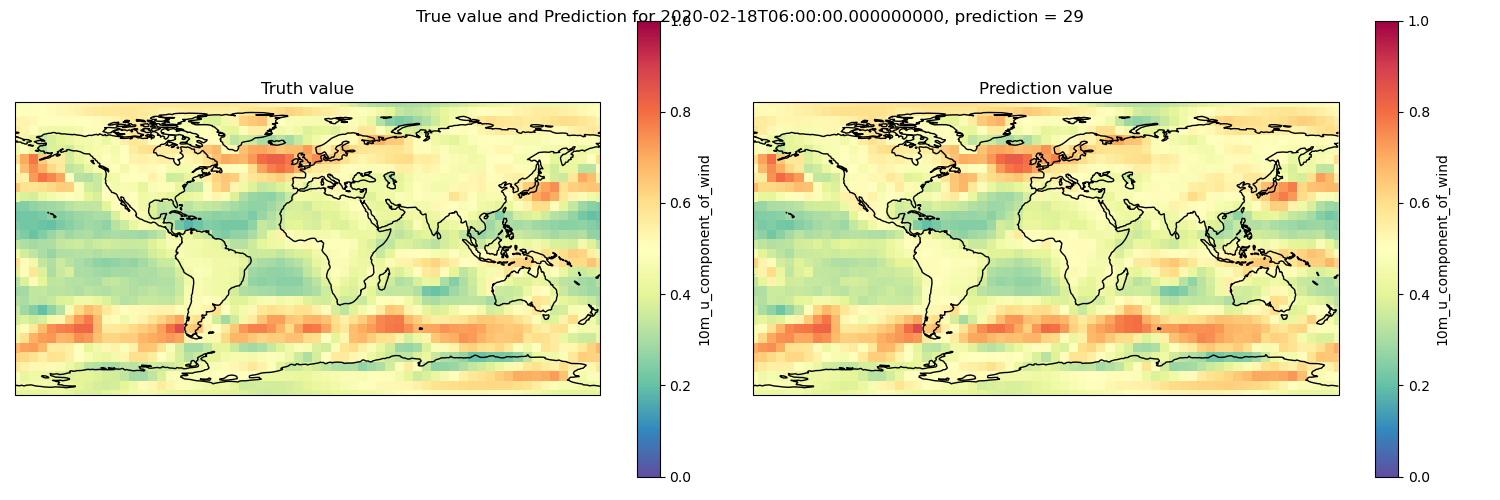 True value and Prediction for 2020-02-18T06:00:00.000000000, prediction = 29
Truth value
1.0
0.8
0.6
0.4
0.2
0.0
10m_u_component_of_wind
Prediction value
1.0
0.8
0.6
0.4
0.2
0.0
10m_u_component_of_wind